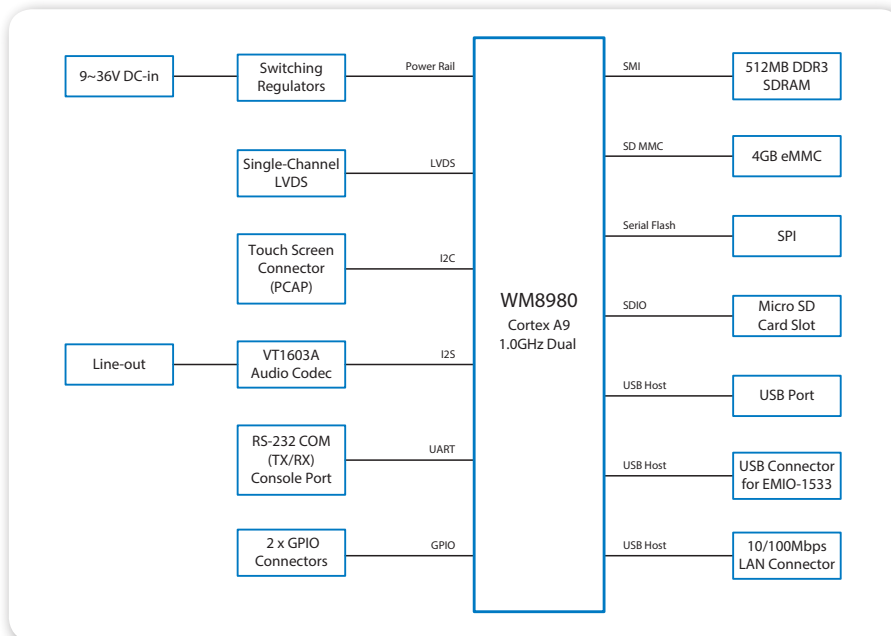 9~36V DC-in
Switching
Regulators
Power Rail
Single-Channel
LVDS
LVDS
Touch Screen
Connector
(PCAP)
I2C
Line-out
VT1603A
Audio Codec
I2S
RS-232 COM
(TX/RX)
Console Port
UART
2 x GPIO
Connectors
GPIO
WM8980
Cortex A9
1.0GHz Dual
SMI
512MB DDR3
SDRAM
SD MMC
4GB eMMC
Serial Flash
SPI
SDIO
Micro SD
Card Slot
USB Host
USB Port
USB Host
USB Connector
for EMIO-1533
USB Host
10/100Mbps
LAN Connector